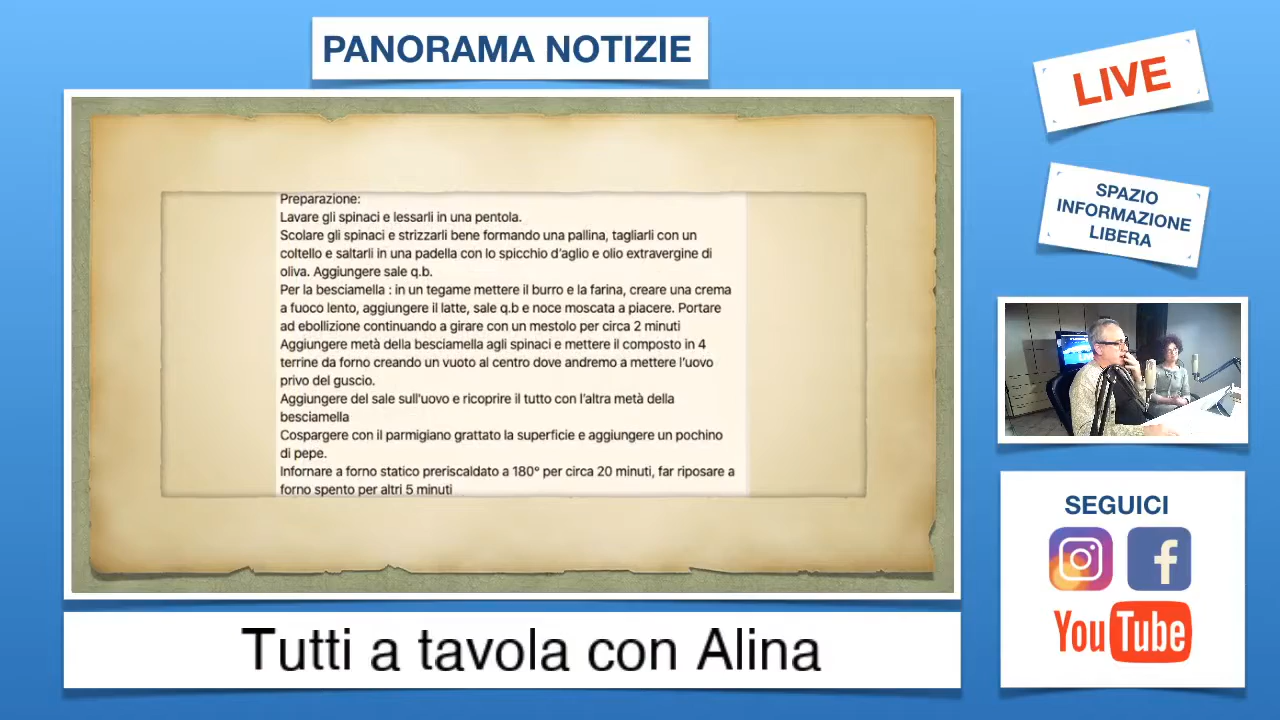 PANORAMA NOTIZIE
LIVE
SPAZIO
INFORMAZIONE
LIBERA
Preparazione:
Lavare gli spinaci e lessarli in una pentola.
Scolare gli spinaci e strizzarli bene formando una pallina, tagliarli con un
coltello e saltarli in una padella con lo spicchio d'aglio e olio extravergine di
oliva. Aggiungere sale q.b.
Per la besciamella : in un tegame mettere il burro e la farina, creare una crema
a fuoco lento, aggiungere il latte, sale q.b e noce moscata a piacere. Portare
ad ebollizione continuando a girare con un mestolo per circa 2 minuti
Aggiungere metà della besciamella agli spinaci e mettere il composto in 4
terrine da forno creando un vuoto al centro dove andremo a mettere l'uovo
privo del guscio.
Aggiungere del sale sull'uovo e ricoprire il tutto con l'altra metà della
besciamella
Cospargere con il parmigiano grattato la superficie e aggiungere un pochino
di pepe.
Infornare a forno statico preriscaldato a 180° per circa 20 minuti, far riposare a
forno spento per altri 5 minuti
SEGUICI
YouTube
Tutti a tavola con Alina